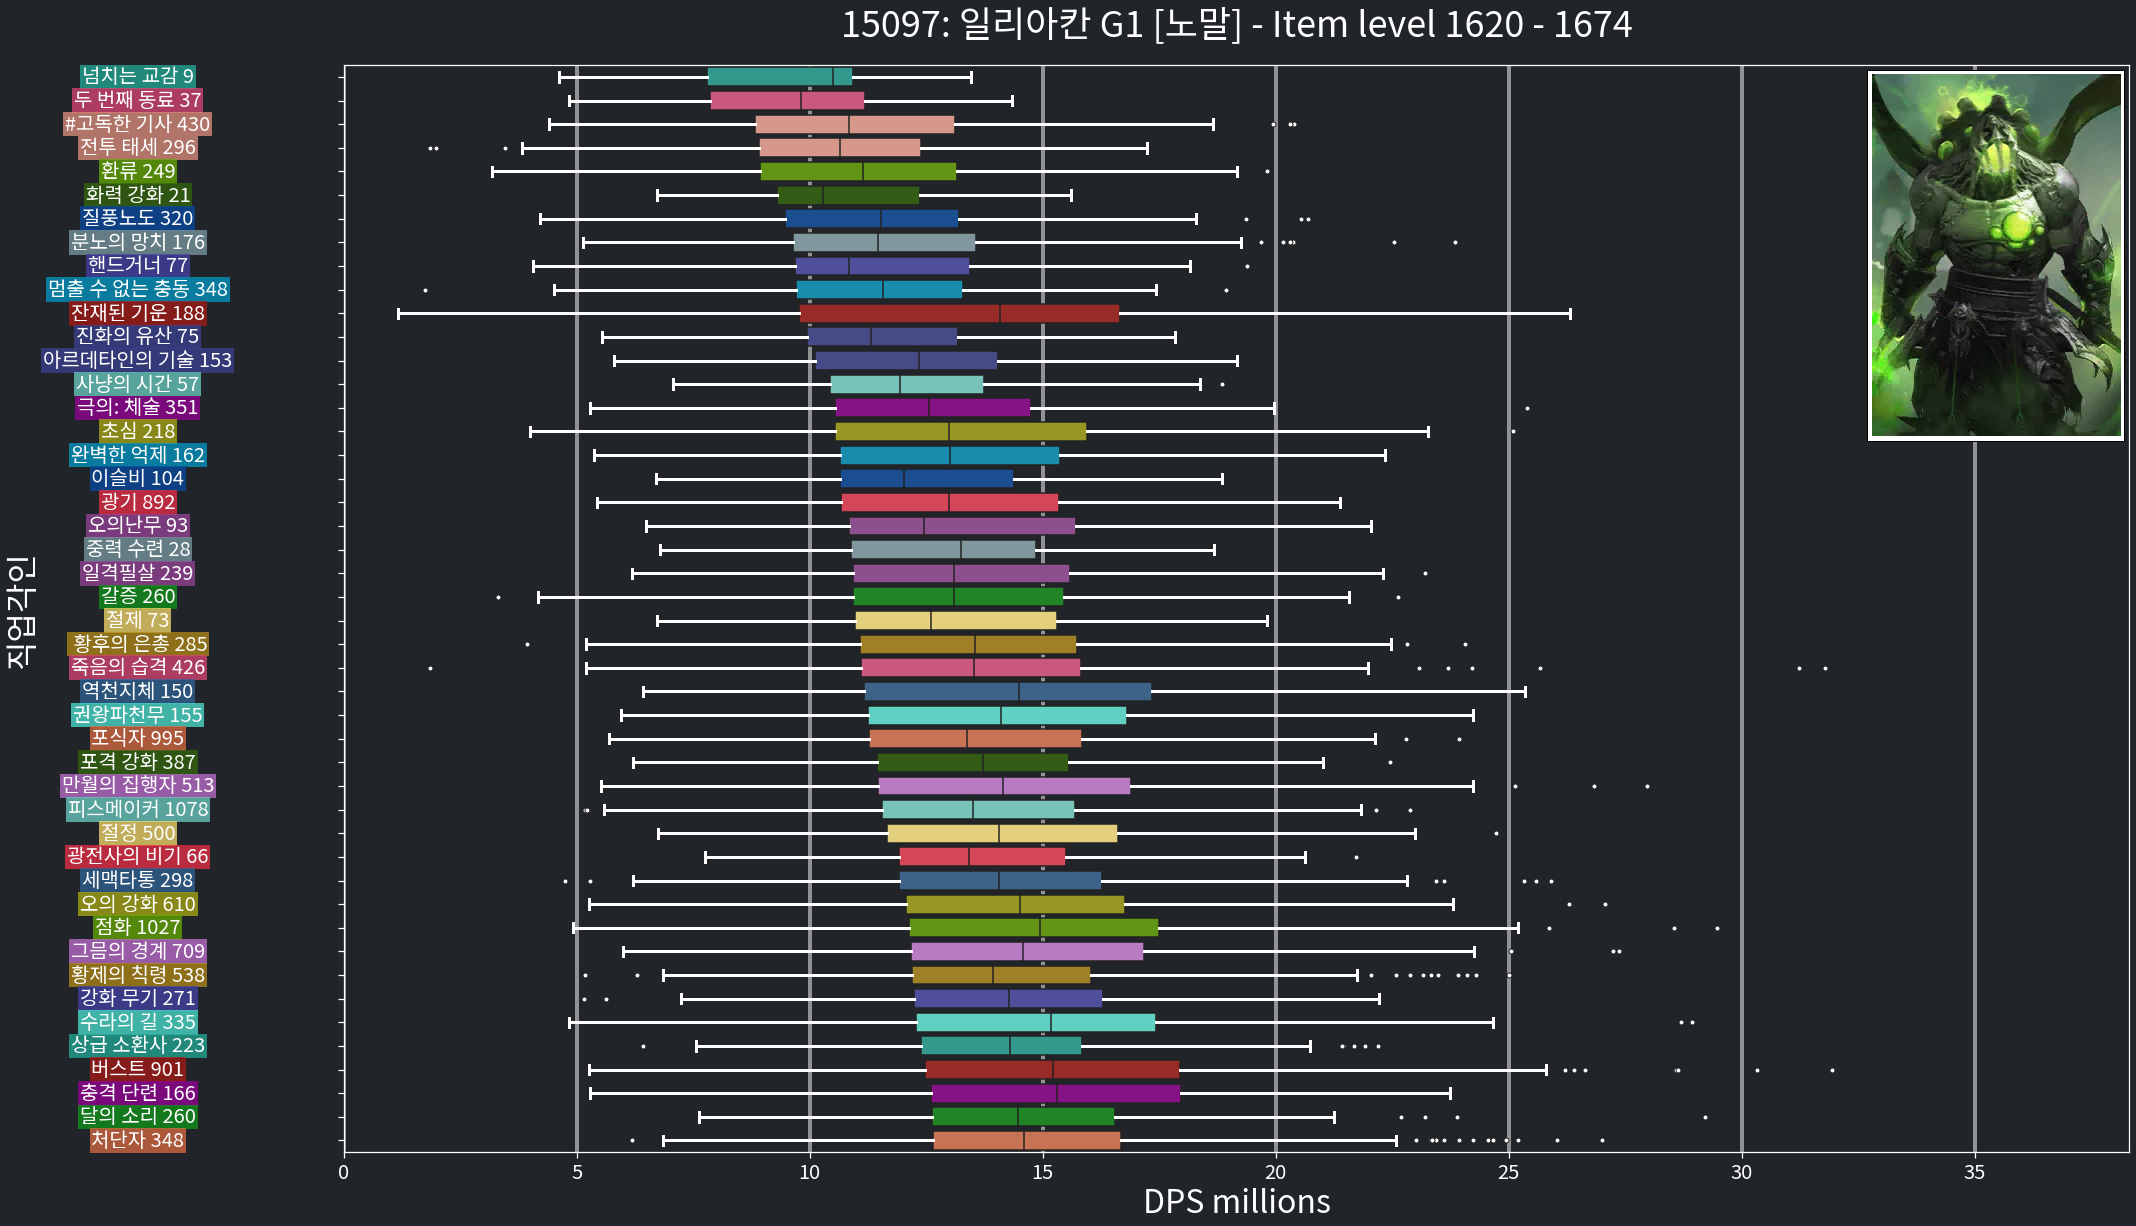 15097: 일리아칸 G1 [노말] - Item level 1620 - 1674
넘치는 교감 9
두 번째 동료 37
#고독한 기사 430
전투 태세 296
환류 249
화력 강화 21
질풍노도 320
분노의 망치 176
핸드거너 77
멈출 수 없는 충동 348
잔재된 기운 188
진화의 유산 75
아르데타인의 기술 153
사냥의 시간 57
극의: 체술 351
초심 218
완벽한 억제 162
이슬비 104
광기 892
오의난무 93
중력 수련 28
일격필살 239
갈증 260
절제 73
황후의 은총 285
죽음의 습격 426
역천지체 150
권왕파천무 155
포식자 995
포격 강화 387
만월의 집행자 513
피스메이커 1078
절정 500
광전사의 비기 66
세맥타통 298
오의 강화 610
점화 1027
그믐의 경계 709
황제의 칙령 538
강화 무기 271
수라의 길 335
상급 소환사 223
버스트 901
충격 단련 166
달의 소리 260
처단자 348
직업각인
0 5 10 15 20 25 30 35
DPS millions